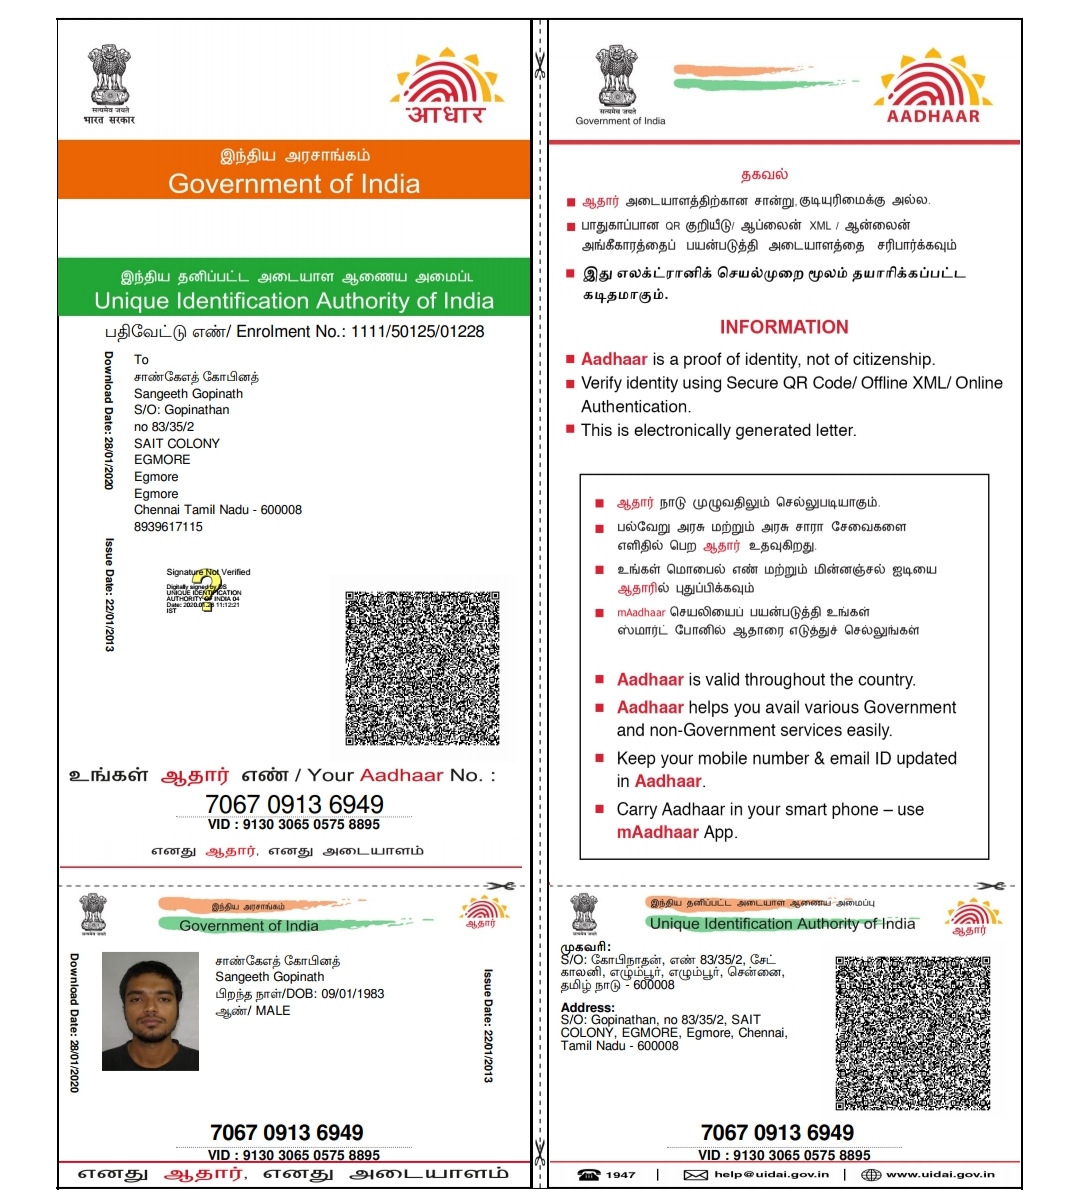 सत्यमेव जयते
भारत सरकार
आधार
இந்திய அரசாங்கம்
Government of India
இந்திய தனிப்பட்ட அடையாள ஆணைய அமைப்ட
Unique Identification Authority of India
பதிவேட்டு எண்/ Enrolment No.: 1111/50125/01228
Download Date: 28/01/2020
Issue Date: 22/01/2013
To
சாண்கேஎத் கோபினத்
Sangeeth Gopinath
S/O: Gopinathan
no 83/35/2
SAIT COLONY
EGMORE
Egmore
Egmore
Chennai Tamil Nadu - 600008
8939617115
Signature Not Verified
Digitally signed by DS
UNIQUE IDENTIFICATION
AUTHORITY OF INDIA 04
Date: 2020.01.28 11:12:21
IST
உங்கள் ஆதார் எண் / Your Aadhaar No. :
7067 0913 6949
VID : 9130 3065 0575 8895
எனது ஆதார், எனது அடையாளம்
सत्यमेव जयते
Government of India
AADHAAR
தகவல்
ஆதார் அடையாளத்திற்கான சான்று,குடியுரிமைக்கு அல்ல.
பாதுகாப்பான QR குறியீடு/ ஆப்லைன் XML / ஆன்லைன்
அங்கீகாரத்தைப் பயன்படுத்தி அடையாளத்தை சரிபார்க்கவும்
இது எலக்ட்ரானிக் செயல்முறை மூலம் தயாரிக்கப்பட்ட
கடிதமாகும்.
INFORMATION
Aadhaar is a proof of identity, not of citizenship.
Verify identity using Secure QR Code/ Offline XML/ Online
Authentication.
This is electronically generated letter.
ஆதார் நாடு முழுவதிலும் செல்லுபடியாகும்.
பல்வேறு அரசு மற்றும் அரசு சாரா சேவைகளை
எளிதில் பெற ஆதார் உதவுகிறது.
உங்கள் மொபைல் எண் மற்றும் மின்னஞ்சல் ஐடியை
ஆதாரில் புதுப்பிக்கவும்
mAadhaar செயலியைப் பயன்படுத்தி உங்கள்
ஸ்மார்ட் போனில் ஆதாரை எடுத்துச் செல்லுங்கள்
Aadhaar is valid throughout the country.
Aadhaar helps you avail various Government
and non-Government services easily.
Keep your mobile number & email ID updated
in Aadhaar.
Carry Aadhaar in your smart phone – use
mAadhaar App.
இந்திய அரசாங்கம்
Government of India
ஆதார்
Download Date: 28/01/2020
சாண்கேஎத் கோபினத்
Sangeeth Gopinath
பிறந்த நாள்/DOB: 09/01/1983
ஆண்/ MALE
Issue Date: 22/01/2013
7067 0913 6949
VID : 9130 3065 0575 8895
எனது ஆதார், எனது அடையாளம்
இந்திய தனிப்பட்ட அடையாள ஆணைய அமைப்பு
Unique Identification Authority of India
ஆதார்
முகவரி:
S/O: கோபிநாதன், எண் 83/35/2, சேட்
காலனி, எழும்பூர், எழும்பூர், சென்னை,
தமிழ் நாடு - 600008
Address:
S/O: Gopinathan, no 83/35/2, SAIT
COLONY, EGMORE, Egmore, Chennai,
Tamil Nadu - 600008
7067 0913 6949
VID : 9130 3065 0575 8895
1947 | help@uidai.gov.in | www.uidai.gov.in